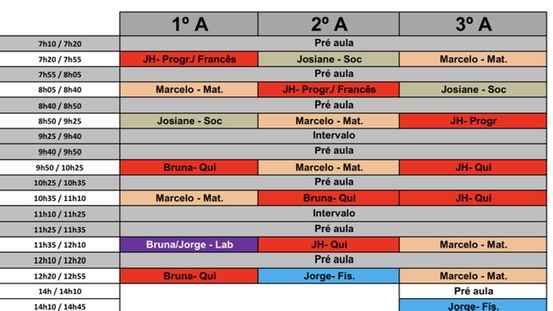 1º A 2º A 3º A
7h10 / 7h20 Pré aula
7h20 /7h55 JH- Progr./ Francês Josiane - Soc Marcelo - Mat.
7h55 / 8h05 Pré aula
8h05 / 8h40 Marcelo - Mat. JH- Progr./ Francês Josiane - Soc
8h40 / 8h50 Pré aula
8h50 / 9h25 Josiane - Soc Marcelo - Mat. JH- Progr
9h25 / 9h40 Intervalo
9h40 / 9h50 Pré aula
9h50 / 10h25 Bruna- Qui Marcelo - Mat. JH- Qui
10h25 / 10h35 Pré aula
10h35 / 11h10 Marcelo - Mat. Bruna- Qui JH- Qui
11h10 / 11h25 Intervalo
11h25 / 11h35 Pré aula
11h35 / 12h10 Bruna/Jorge - Lab JH- Qui Marcelo - Mat.
12h10 / 12h20 Pré aula
12h20 / 12h55 Bruna- Qui Jorge- Fis. Marcelo - Mat.
14h / 14h10 Pré aula
14h10 / 14h45 Jorge- Fis.